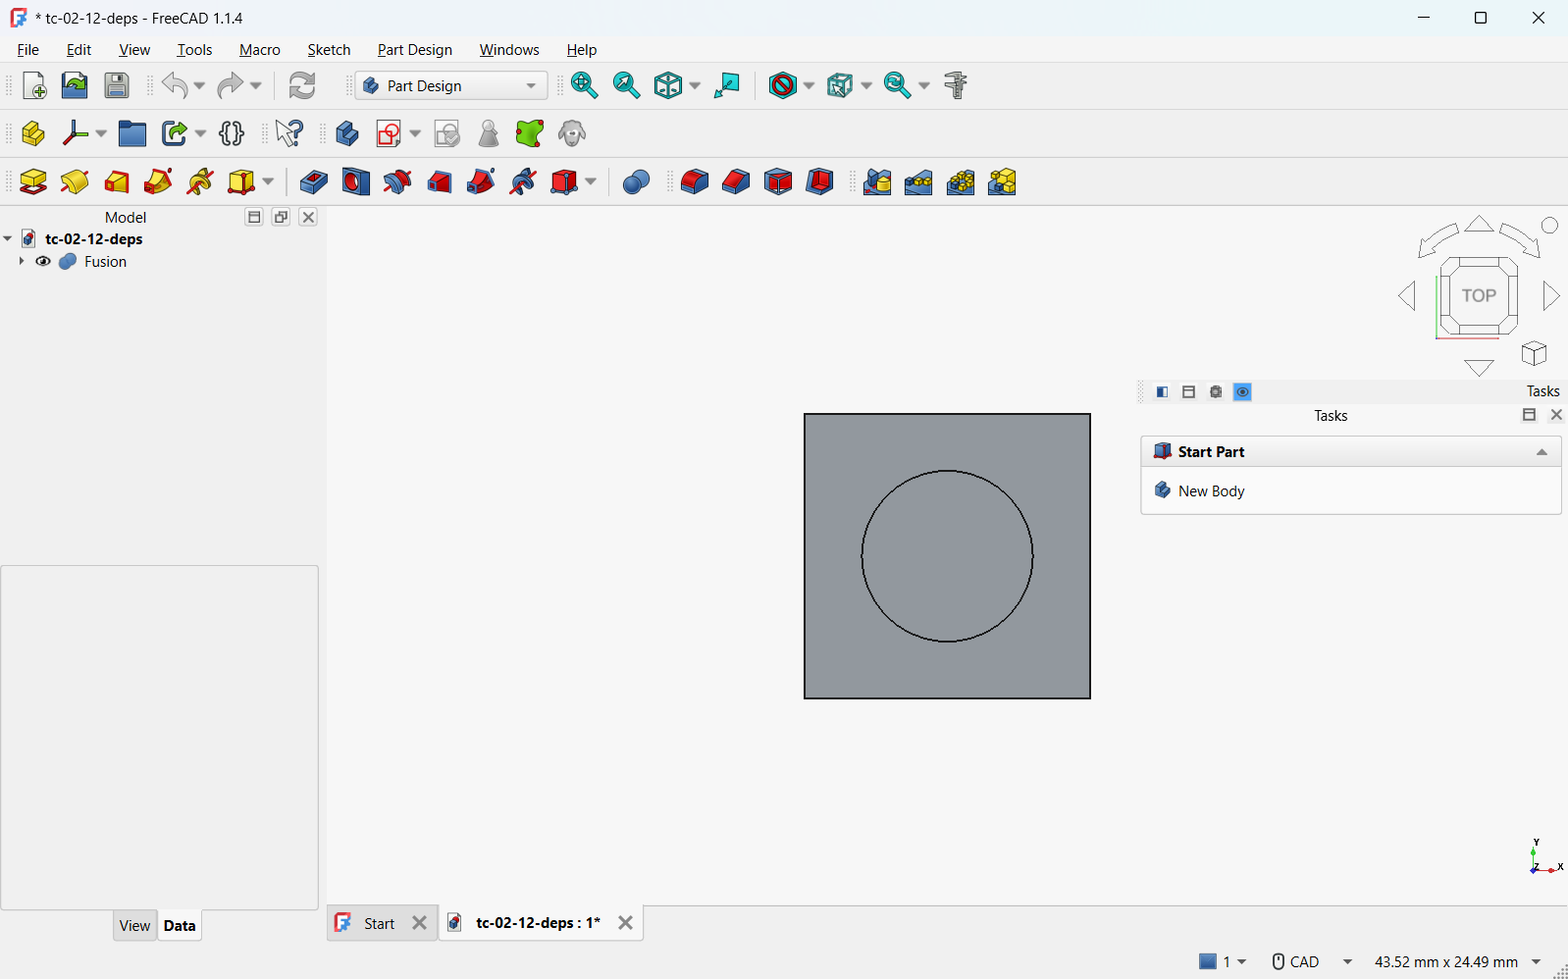 * tc-02-12-deps - FreeCAD 1.1.4
File Edit View Tools Macro Sketch Part Design Windows Help
Part Design
Model
tc-02-12-deps
Fusion
TOP
Tasks
Tasks
Start Part
New Body
Y
Z X
View Data
Start tc-02-12-deps : 1*
1 CAD 43.52 mm x 24.49 mm